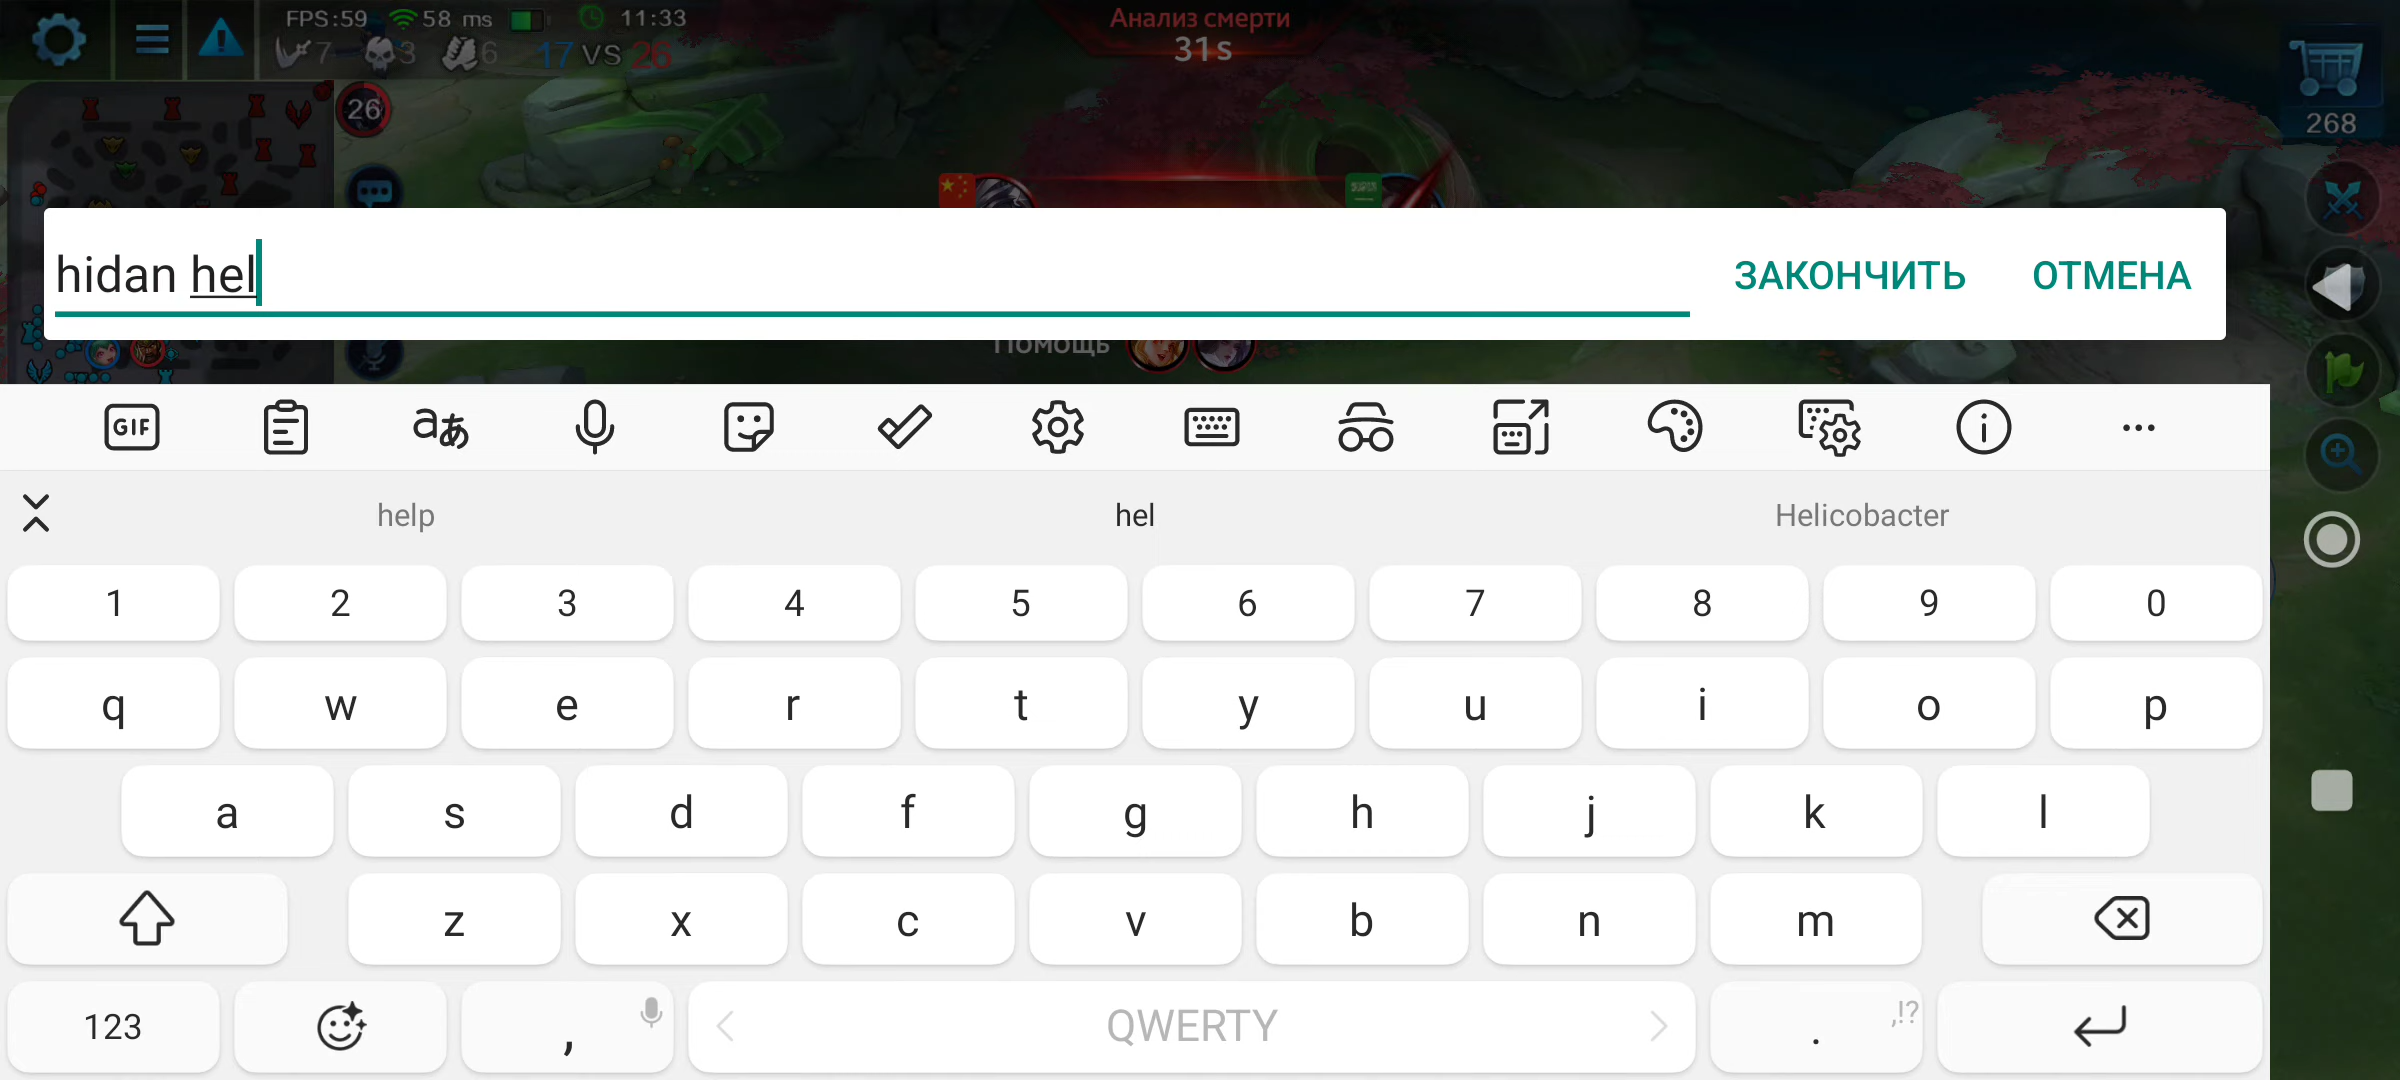 FPS:59 58 ms 11:33
7 3 6 17 VS 26
Анализ смерти
31s
26
268
hidan hel
ЗАКОНЧИТЬ ОТМЕНА
Помощь
GIF
help hel Helicobacter
1 2 3 4 5 6 7 8 9 0
q w e r t y u i o p
a s d f g h j k l
z x c v b n m
123 , QWERTY . ,!?